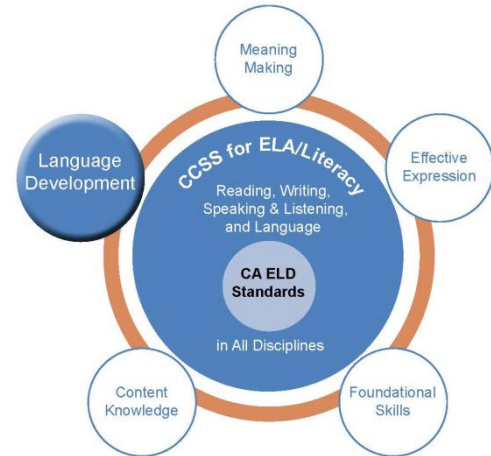 Meaning
Making
Language
Development
Effective
Expression
CCSS for ELA/Literacy
Reading, Writing,
Speaking & Listening,
and Language
CA ELD
Standards
in All Disciplines
Content
Knowledge
Foundational
Skills